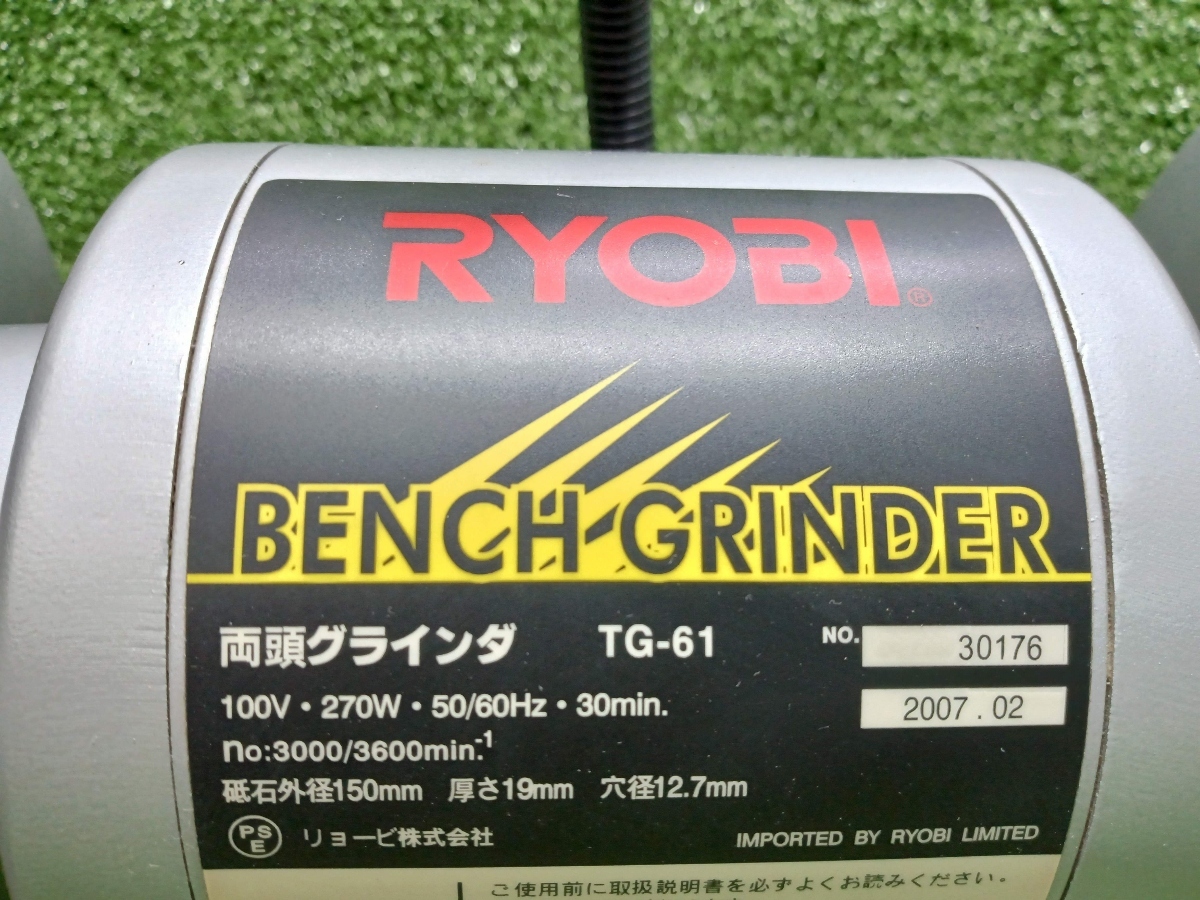 RYOBI®
BENCH GRINDER
両頭グラインダ TG-61 NO. 30176
100V・270W・50/60Hz・30min. 2007.02
no:3000/3600min.-1
砥石外径150mm 厚さ19mm 穴径12.7mm
PSE リョービ株式会社 IMPORTED BY RYOBI LIMITED
ご使用前に取扱説明書を必ずよくお読みください。